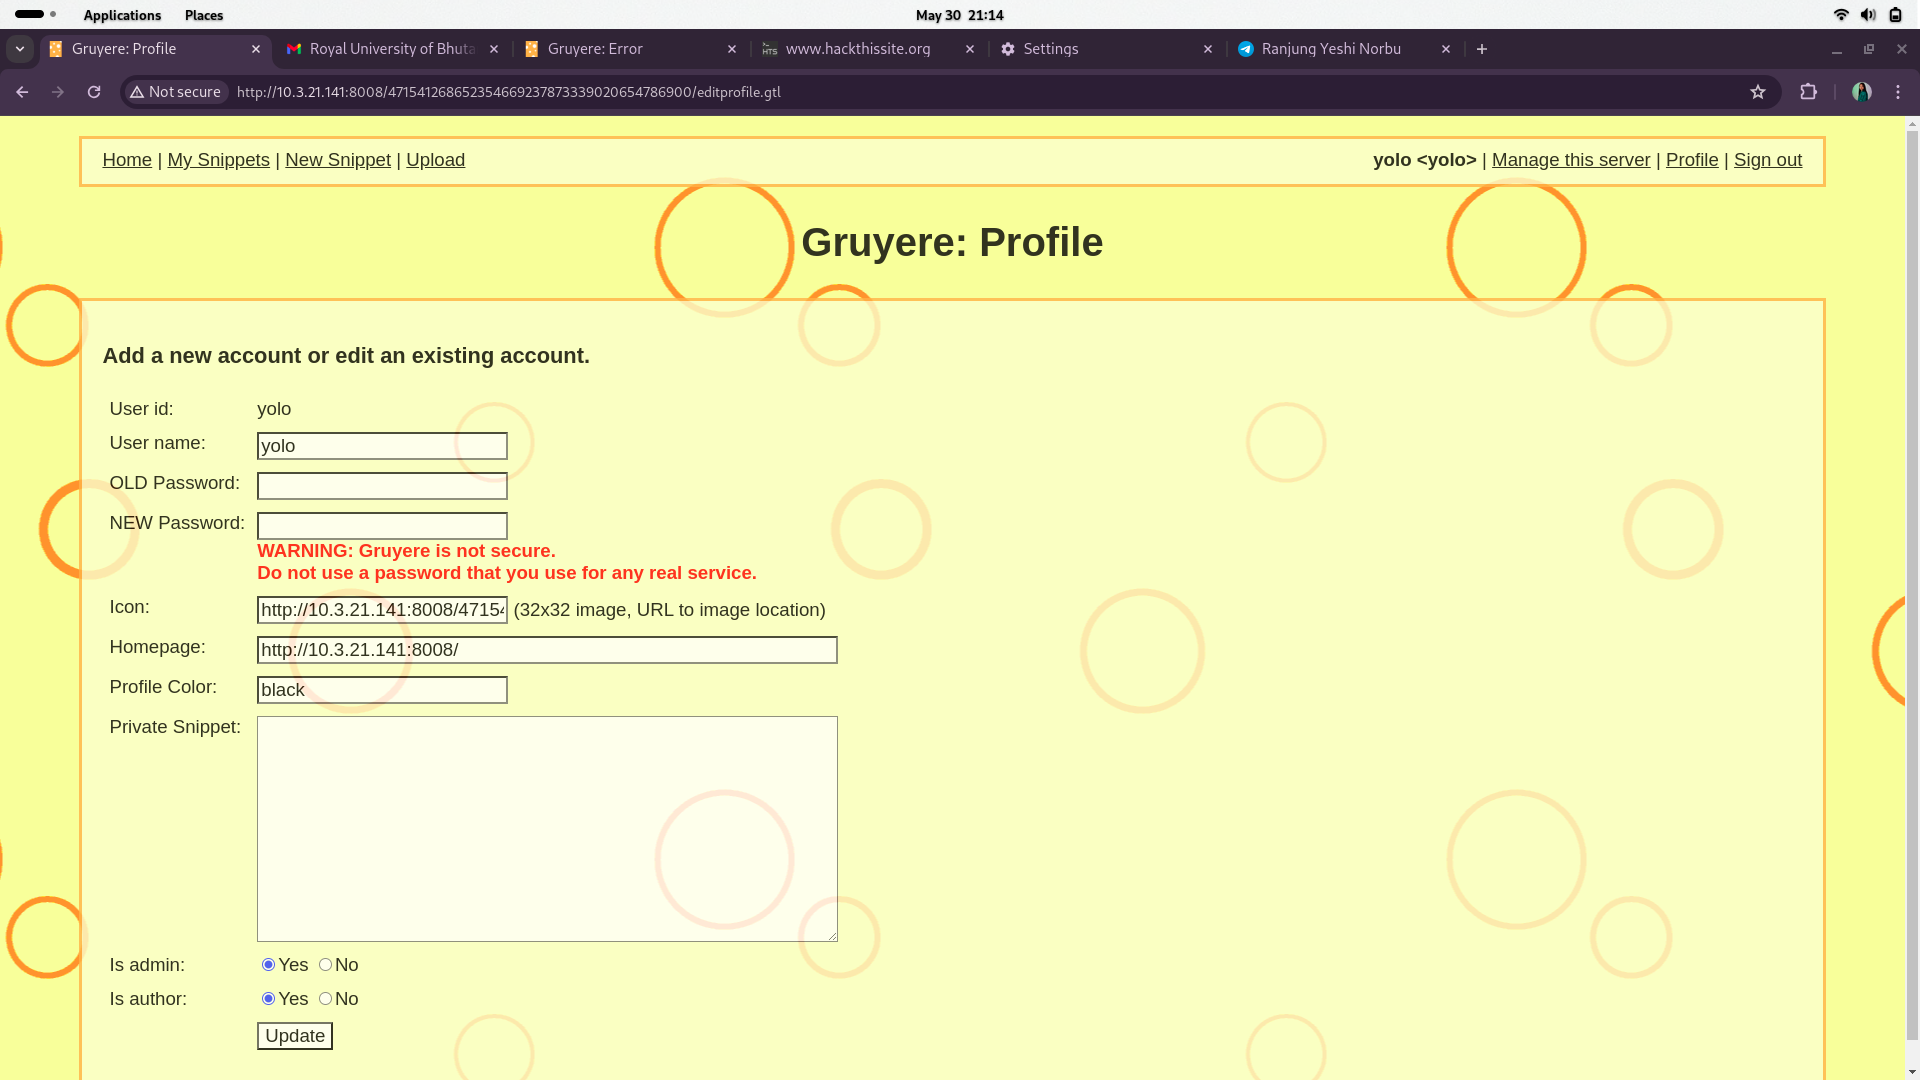 Applications Places May 30 21:14
Gruyere: Profile Royal University of Bhuta Gruyere: Error www.hackthissite.org Settings Ranjung Yeshi Norbu
Not secure http://10.3.21.141:8008/471541268652354669237873339020654786900/editprofile.gtl
Home | My Snippets | New Snippet | Upload yolo <yolo> | Manage this server | Profile | Sign out
Gruyere: Profile
Add a new account or edit an existing account.
User id: yolo
User name: yolo
OLD Password:
NEW Password:
WARNING: Gruyere is not secure.
Do not use a password that you use for any real service.
Icon: http://10.3.21.141:8008/47154 (32x32 image, URL to image location)
Homepage: http://10.3.21.141:8008/
Profile Color: black
Private Snippet:
Is admin: Yes No
Is author: Yes No
Update